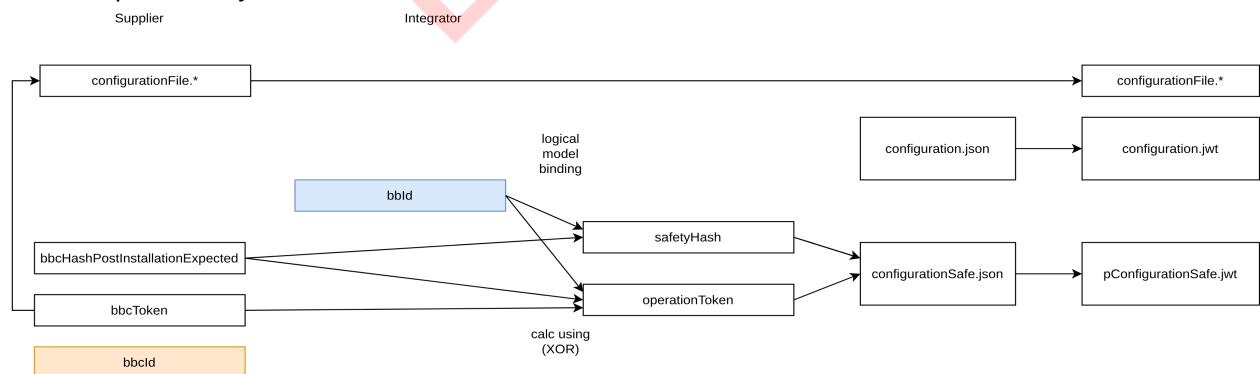 Supplier
Integrator
configurationFile.*
configurationFile.*
logical
model
binding
configuration.json
configuration.jwt
bbId
safetyHash
bbcHashPostInstallationExpected
configurationSafe.json
pConfigurationSafe.jwt
operationToken
bbcToken
calc using
(XOR)
bbcId